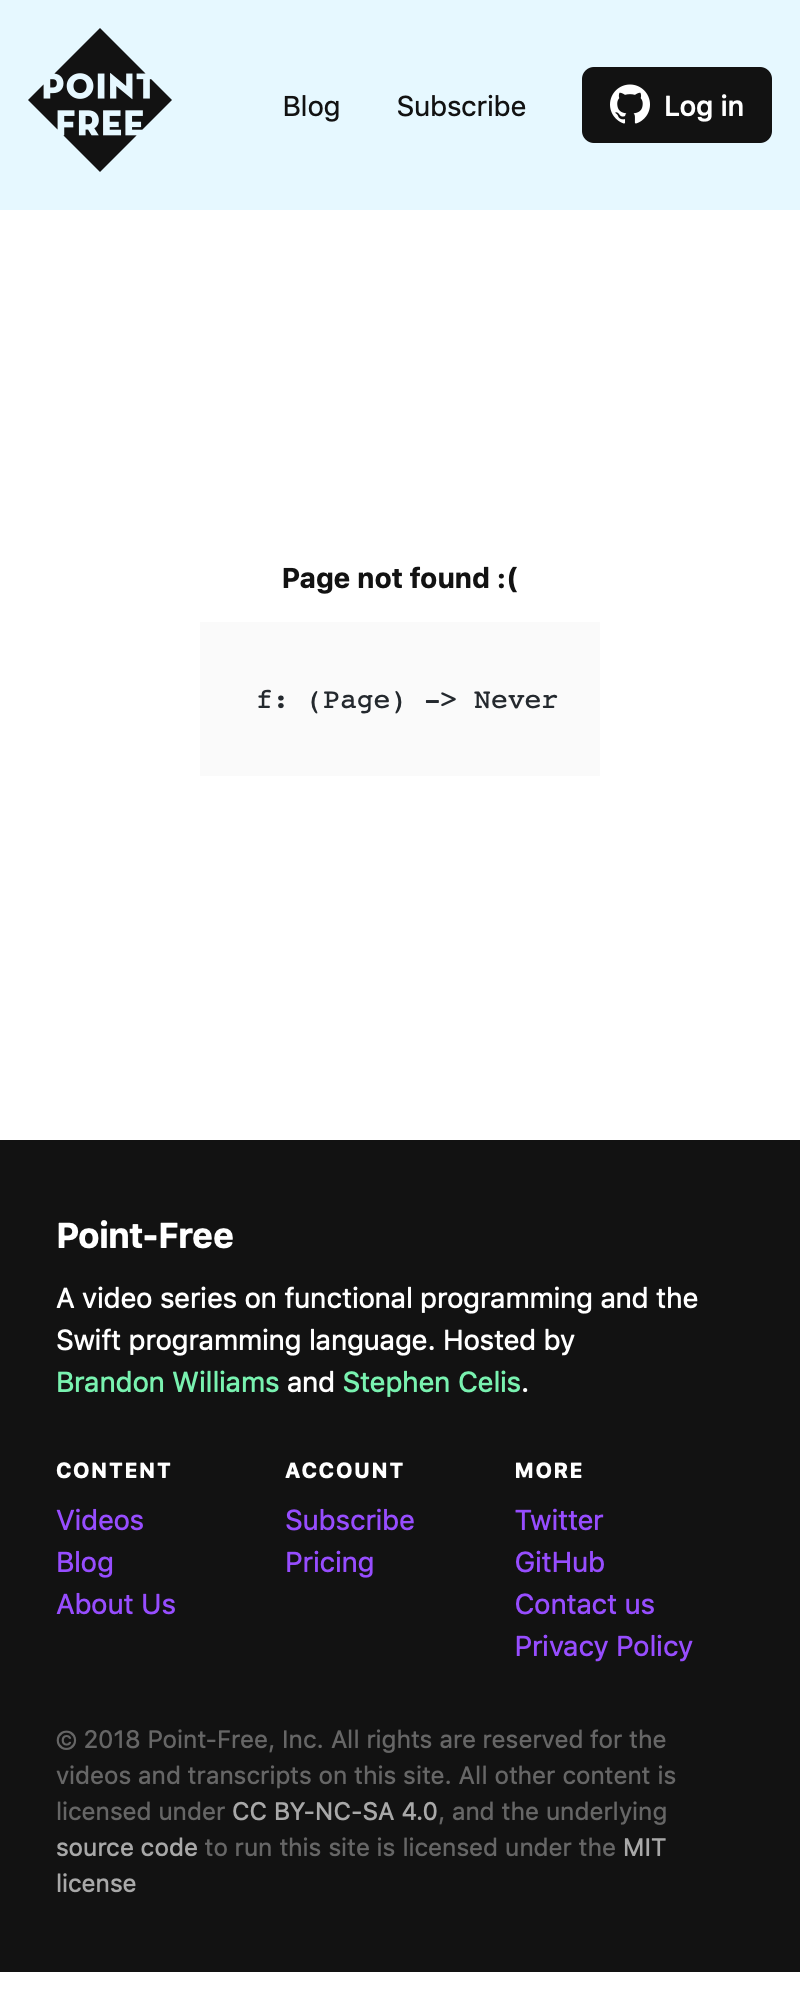 POINT
FREE
Blog
Subscribe
Log in
Page not found :(
f: (Page) -> Never
Point-Free
A video series on functional programming and the
Swift programming language. Hosted by
Brandon Williams and Stephen Celis.
CONTENT
Videos
Blog
About Us
ACCOUNT
Subscribe
Pricing
MORE
Twitter
GitHub
Contact us
Privacy Policy
© 2018 Point-Free, Inc. All rights are reserved for the
videos and transcripts on this site. All other content is
licensed under CC BY-NC-SA 4.0, and the underlying
source code to run this site is licensed under the MIT
license